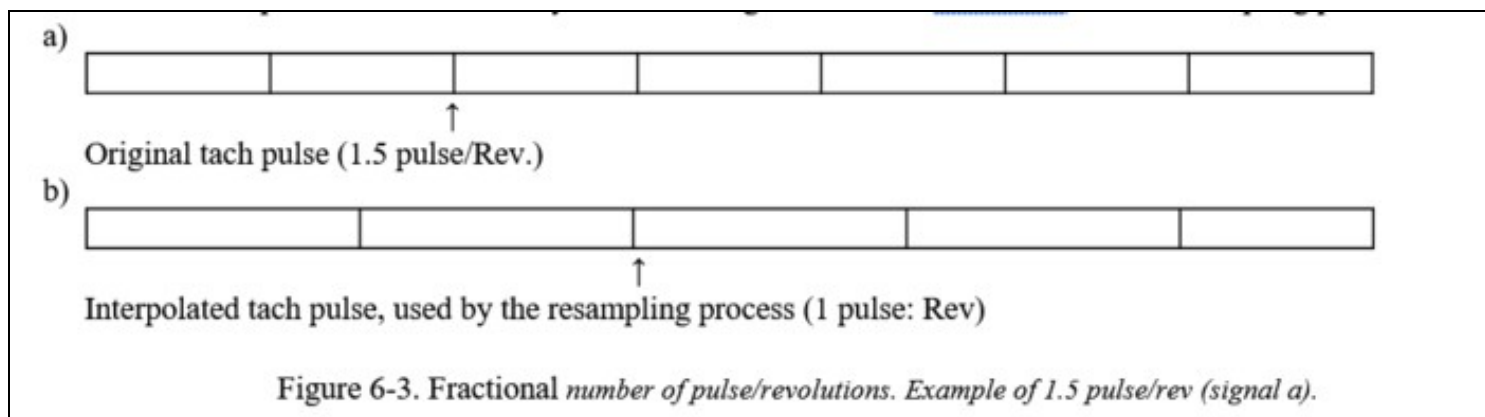 a)
↑
Original tach pulse (1.5 pulse/Rev.)
b)
↑
Interpolated tach pulse, used by the resampling process (1 pulse: Rev)
Figure 6-3. Fractional number of pulse/revolutions. Example of 1.5 pulse/rev (signal a).